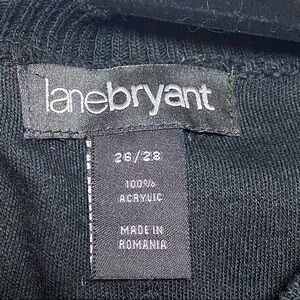 lanebryant
26/28
100%
ACRYLIC
MADE IN
ROMANIA